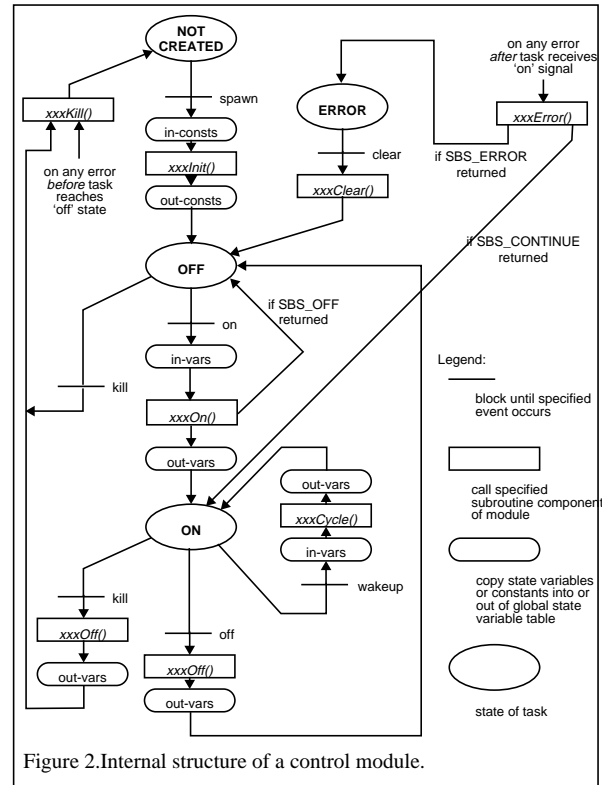 NOT
CREATED
spawn
in-consts
xxxInit()
out-consts
xxxKill()
on any error
before task
reaches
‘off’ state
ERROR
clear
xxxClear()
on any error
after task receives
‘on’ signal
xxxError()
if SBS_ERROR
returned
if SBS_CONTINUE
returned
OFF
on
in-vars
xxxOn()
out-vars
if SBS_OFF
returned
kill
ON
out-vars
xxxCycle()
in-vars
wakeup
kill
xxxOff()
out-vars
off
xxxOff()
out-vars
Legend:
block until specified
event occurs
call specified
subroutine component
of module
copy state variables
or constants into or
out of global state
variable table
state of task
Figure 2.Internal structure of a control module.